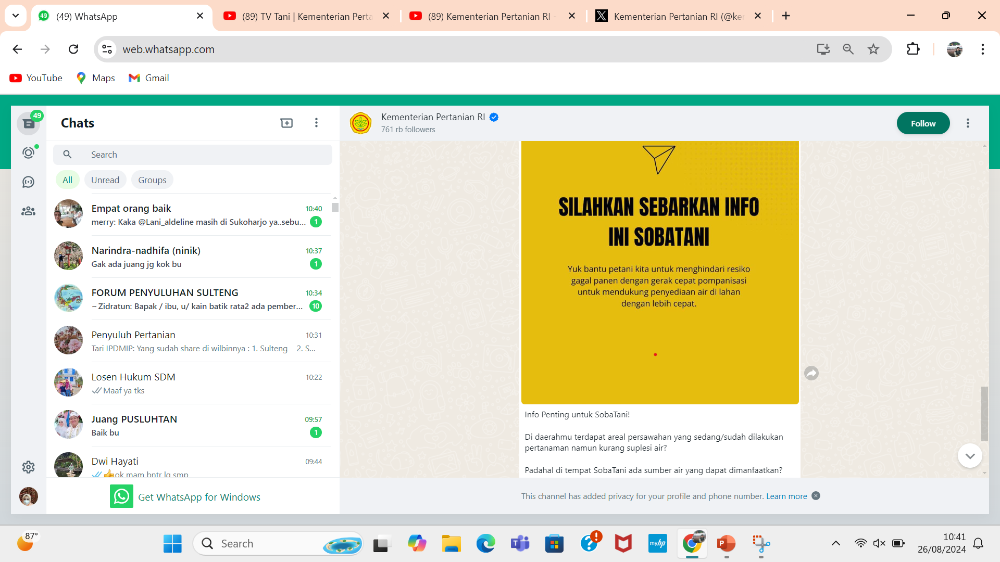 (49) WhatsApp
(89) TV Tani | Kementerian Perta
(89) Kementerian Pertanian RI -
Kementerian Pertanian RI (@ke
web.whatsapp.com
YouTube
Maps
Gmail
49
Chats
Search
All
Unread
Groups
Empat orang baik
10:40
merry: Kaka @Lani_aldeline masih di Sukoharjo ya..sebu...
1
Narindra-nadhifa (ninik)
10:37
Gak ada juang jg kok bu
1
FORUM PENYULUHAN SULTENG
10:34
~ Zidratun: Bapak / ibu, u/ kain batik rata2 ada pember...
10
Penyuluh Pertanian
10:31
Tari IPDMIP: Yang sudah share di wilbinnya : 1. Sulteng 2. S...
Losen Hukum SDM
10:22
Maaf ya tks
Juang PUSLUHTAN
09:57
Baik bu
1
Dwi Hayati
09:44
ok mam bntr lg smp
Get WhatsApp for Windows
Kementerian Pertanian RI
761 rb followers
Follow
SILAHKAN SEBARKAN INFO
INI SOBATANI
Yuk bantu petani kita untuk menghindari resiko
gagal panen dengan gerak cepat pompanisasi
untuk mendukung penyediaan air di lahan
dengan lebih cepat.
Info Penting untuk SobaTani!
Di daerahmu terdapat areal persawahan yang sedang/sudah dilakukan
pertanaman namun kurang suplesi air?
Padahal di tempat SobaTani ada sumber air yang dapat dimanfaatkan?
This channel has added privacy for your profile and phone number. Learn more
87°
Search
myhp
10:41
26/08/2024